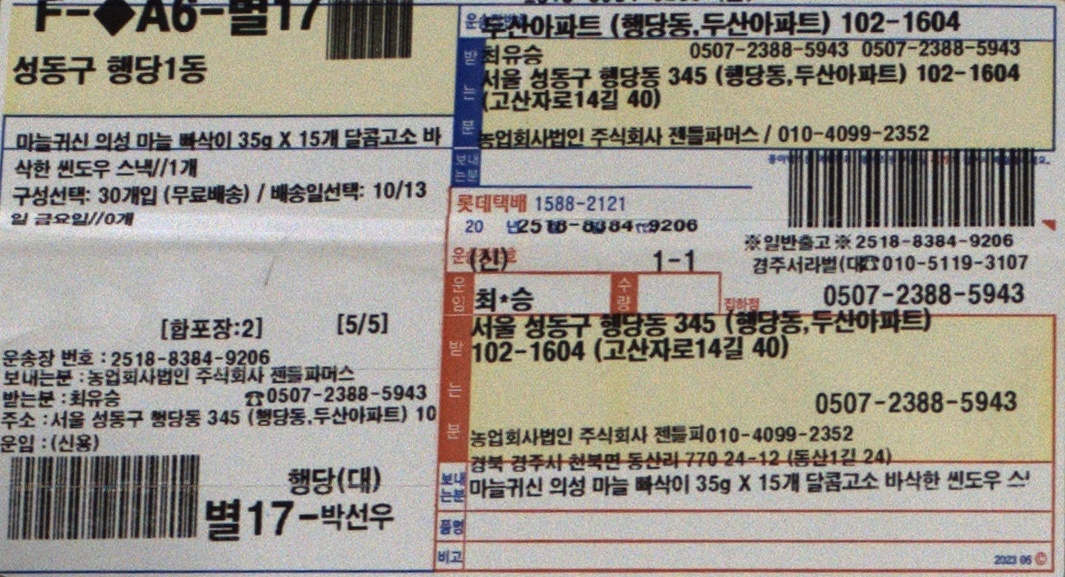 F-◆A6-별17
성동구 행당1동
마늘귀신 의성 마늘 빠삭이 35g X 15개 달콤고소 바
삭한 씬도우 스낵//1개
구성선택: 30개입 (무료배송) / 배송일선택: 10/13
일 금요일//0개
[합포장:2] [5/5]
운송장 번호 : 2518-8384-9206
보내는분 : 농업회사법인 주식회사 젠틀파머스
받는분 : 최유승 ☎0507-2388-5943
주소 : 서울 성동구 행당동 345 (행당동,두산아파트) 10
운임 : (신용)
행당(대)
별17-박선우
두산아파트 (행당동,두산아파트) 102-1604
받는분
최유승 0507-2388-5943 0507-2388-5943
서울 성동구 행당동 345 (행당동,두산아파트) 102-1604
(고산자로14길 40)
농업회사법인 주식회사 젠틀파머스 / 010-4099-2352
보내는분
롯데택배 1588-2121
20 년 2518-8384-9206
※일반출고※ 2518-8384-9206
(신) 1-1
경주서라벌(대☎010-5119-3107
운임 최*승 수량 집하점 0507-2388-5943
받는분
서울 성동구 행당동 345 (행당동,두산아파트)
102-1604 (고산자로14길 40)
0507-2388-5943
농업회사법인 주식회사 젠틀파010-4099-2352
경북 경주시 천북면 동산리 770 24-12 (동산1길 24)
보내는분 마늘귀신 의성 마늘 빠삭이 35g X 15개 달콤고소 바삭한 씬도우
품명
비고
2023 06 ©